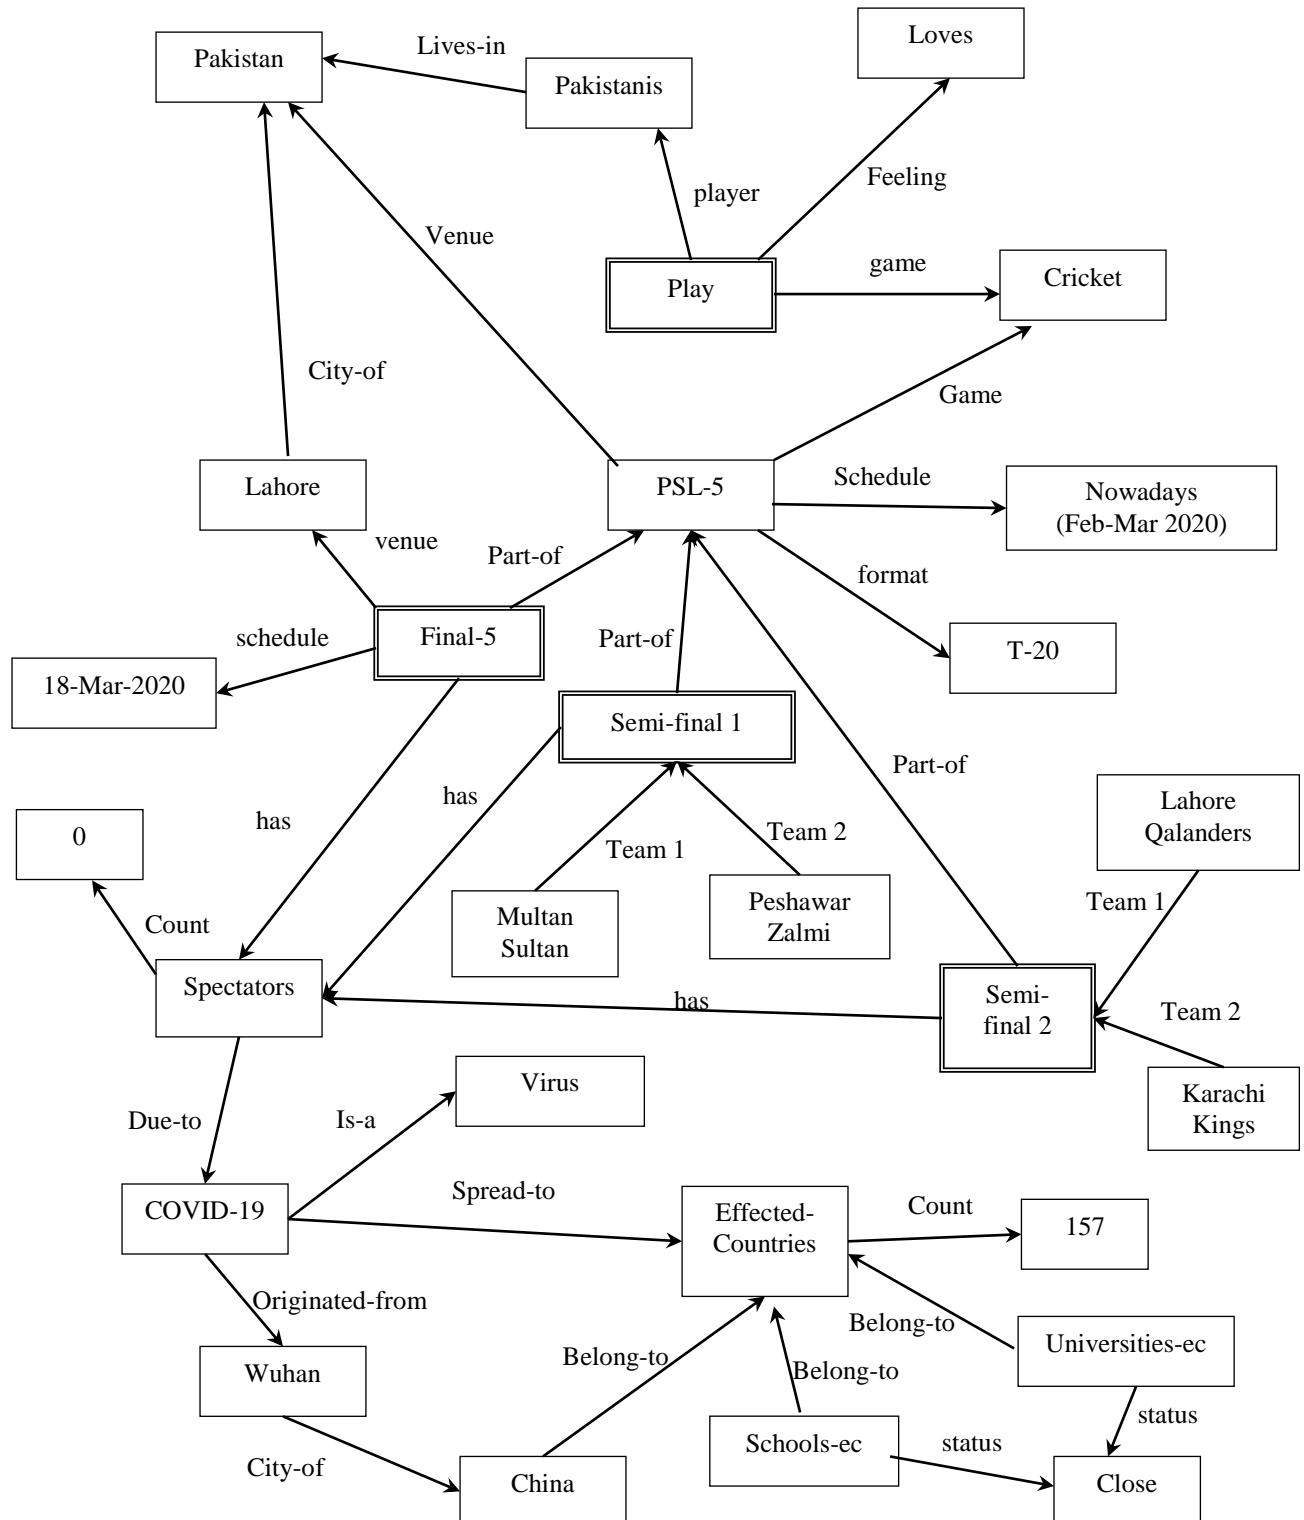 Loves
Pakistan
Lives-in
Pakistanis
Feeling
player
Venue
game
Play
Cricket
City-of
Game
Lahore
PSL-5
Schedule
Nowadays
(Feb-Mar 2020)
venue
Part-of
format
schedule
Final-5
Part-of
T-20
18-Mar-2020
Semi-final 1
Part-of
has
has
Lahore
Qalanders
0
Team 1
Team 2
Count
Multan
Sultan
Peshawar
Zalmi
Team 1
Spectators
has
Semi-
final 2
Team 2
Virus
Karachi
Kings
Due-to
Is-a
COVID-19
Spread-to
Effected-
Countries
Count
157
Originated-from
Belong-to
Universities-ec
Wuhan
Belong-to
Belong-to
status
Schools-ec
status
City-of
China
Close